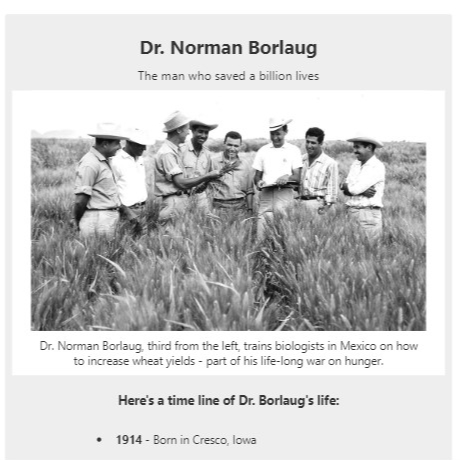 Dr. Norman Borlaug
The man who saved a billion lives
Dr. Norman Borlaug, third from the left, trains biologists in Mexico on how
to increase wheat yields - part of his life-long war on hunger.
Here's a time line of Dr. Borlaug's life:
• 1914 - Born in Cresco, Iowa